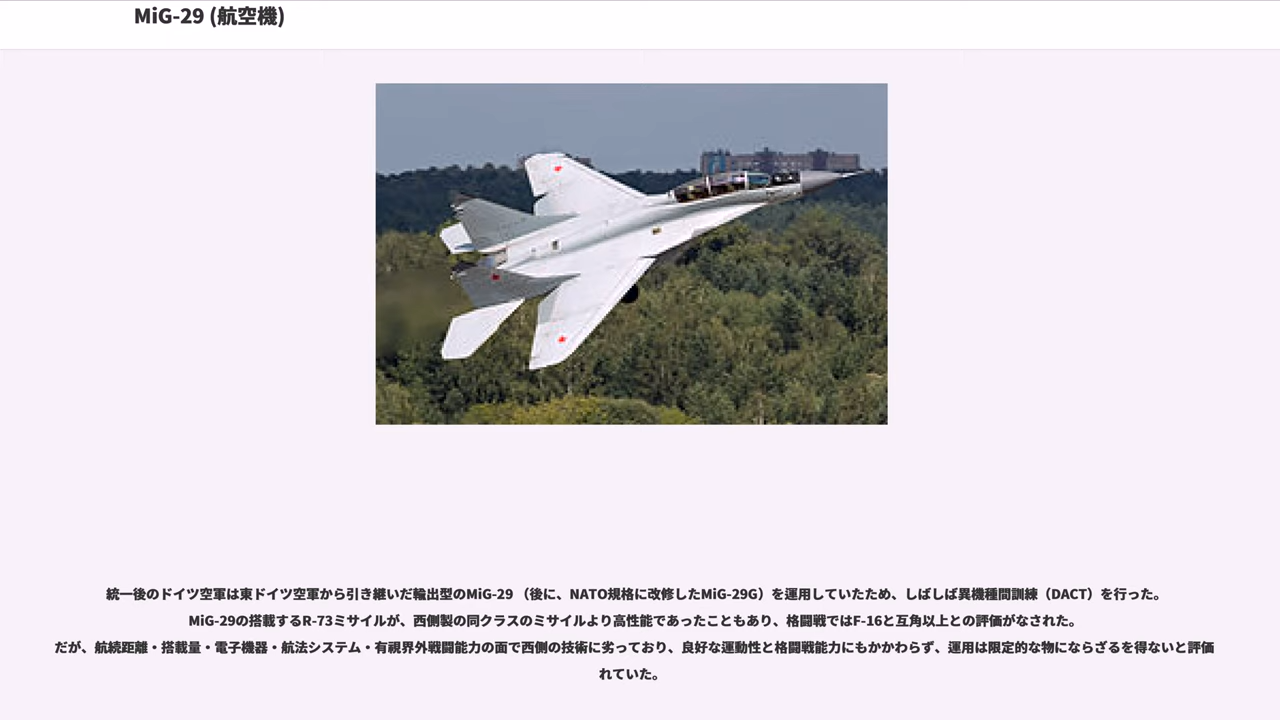 MiG-29 (航空機)
統一後のドイツ空軍は東ドイツ空軍から引き継いだ輸出型のMiG-29 （後に、NATO規格に改修したMiG-29G）を運用していたため、しばしば異機種間訓練（DACT）を行った。
MiG-29の搭載するR-73ミサイルが、西側製の同クラスのミサイルより高性能であったこともあり、格闘戦ではF-16と互角以上との評価がなされた。
だが、航続距離・搭載量・電子機器・航法システム・有視界外戦闘能力の面で西側の技術に劣っており、良好な運動性と格闘戦能力にもかかわらず、運用は限定的な物にならざるを得ないと評価
れていた。